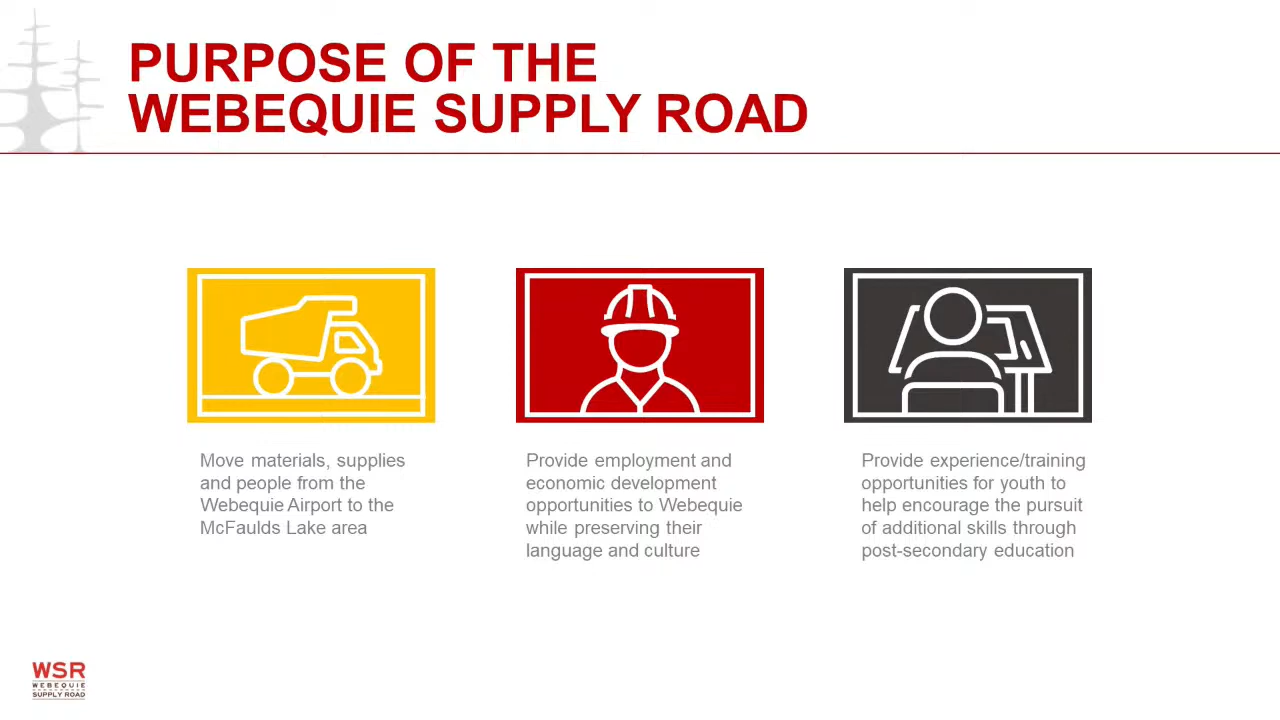 PURPOSE OF THE
WEBEQUIE SUPPLY ROAD
Move materials, supplies
and people from the
Webequie Airport to the
McFaulds Lake area
Provide employment and
economic development
opportunities to Webequie
while preserving their
language and culture
Provide experience/training
opportunities for youth to
help encourage the pursuit
of additional skills through
post-secondary education
WSR
WEBEQUIE
SUPPLY ROAD